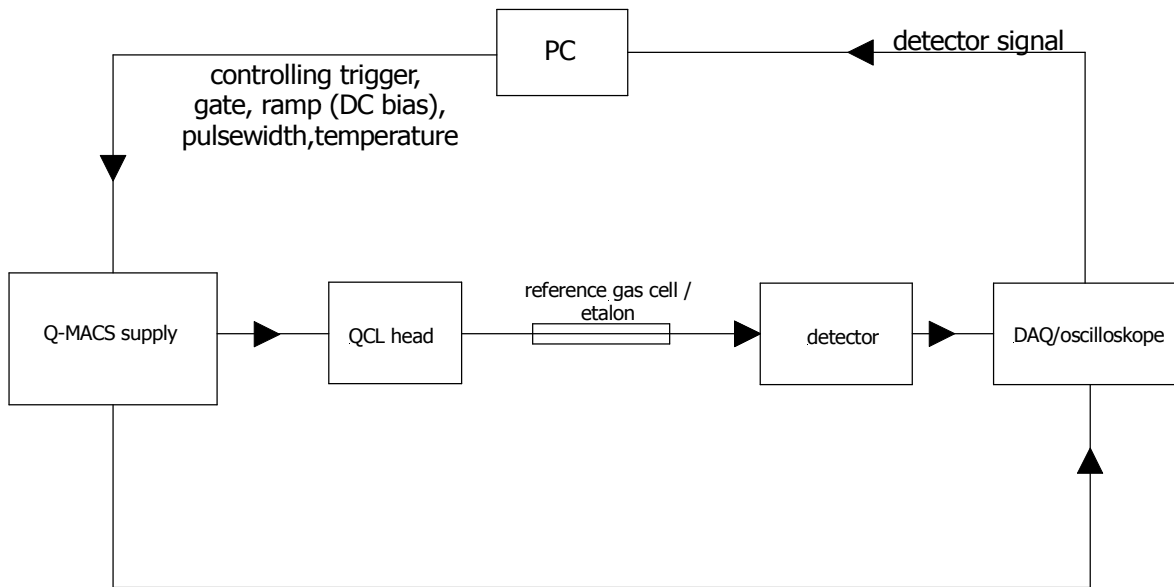 PC
detector signal
controlling trigger,
gate, ramp (DC bias),
pulsewidth,temperature
reference gas cell /
etalon
Q-MACS supply
QCL head
detector
DAQ/oscilloskope